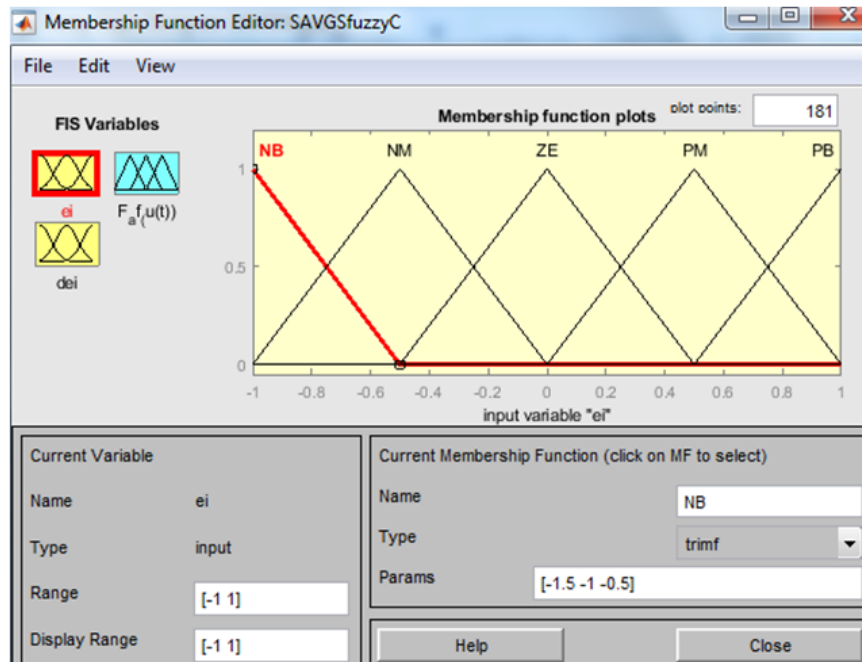 Membership Function Editor: SAVGSfuzzyC
File Edit View
FIS Variables
ei
F_a f_(u(t))
dei
Membership function plots
plot points: 181
NB NM ZE PM PB
1
0.5
0
-1 -0.8 -0.6 -0.4 -0.2 0 0.2 0.4 0.6 0.8 1
input variable "ei"
Current Variable
Name ei
Type input
Range [-1 1]
Display Range [-1 1]
Current Membership Function (click on MF to select)
Name NB
Type trimf
Params [-1.5 -1 -0.5]
Help Close